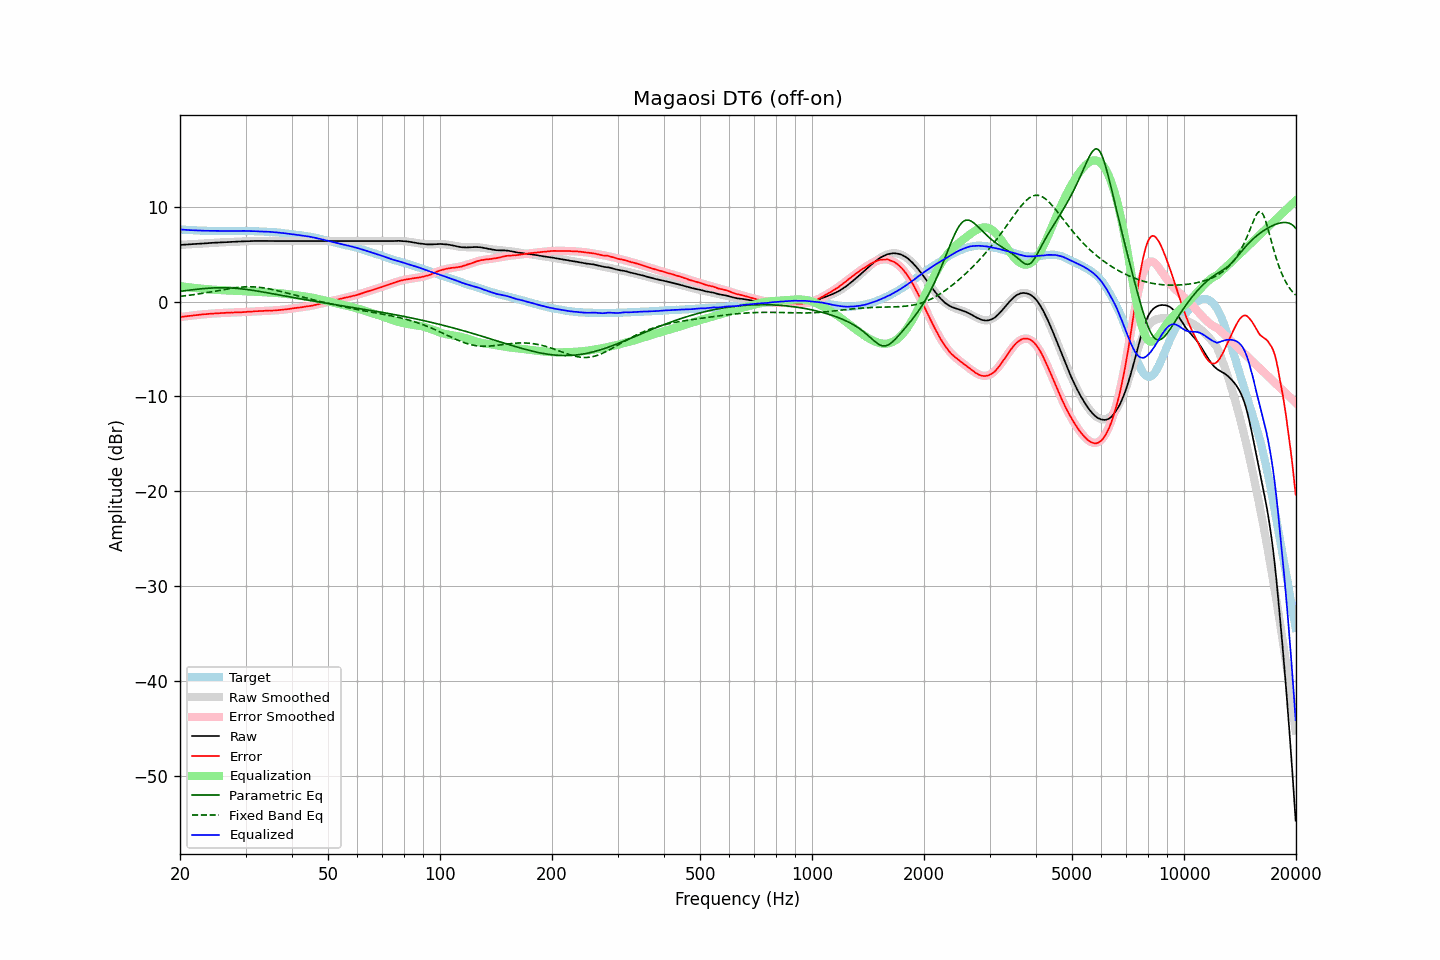 Magaosi DT6 (off-on)
Amplitude (dBr)
10
0
−10
−20
−30
−40
−50
Target
Raw Smoothed
Error Smoothed
Raw
Error
Equalization
Parametric Eq
Fixed Band Eq
Equalized
20 50 100 200 500 1000 2000 5000 10000 20000
Frequency (Hz)